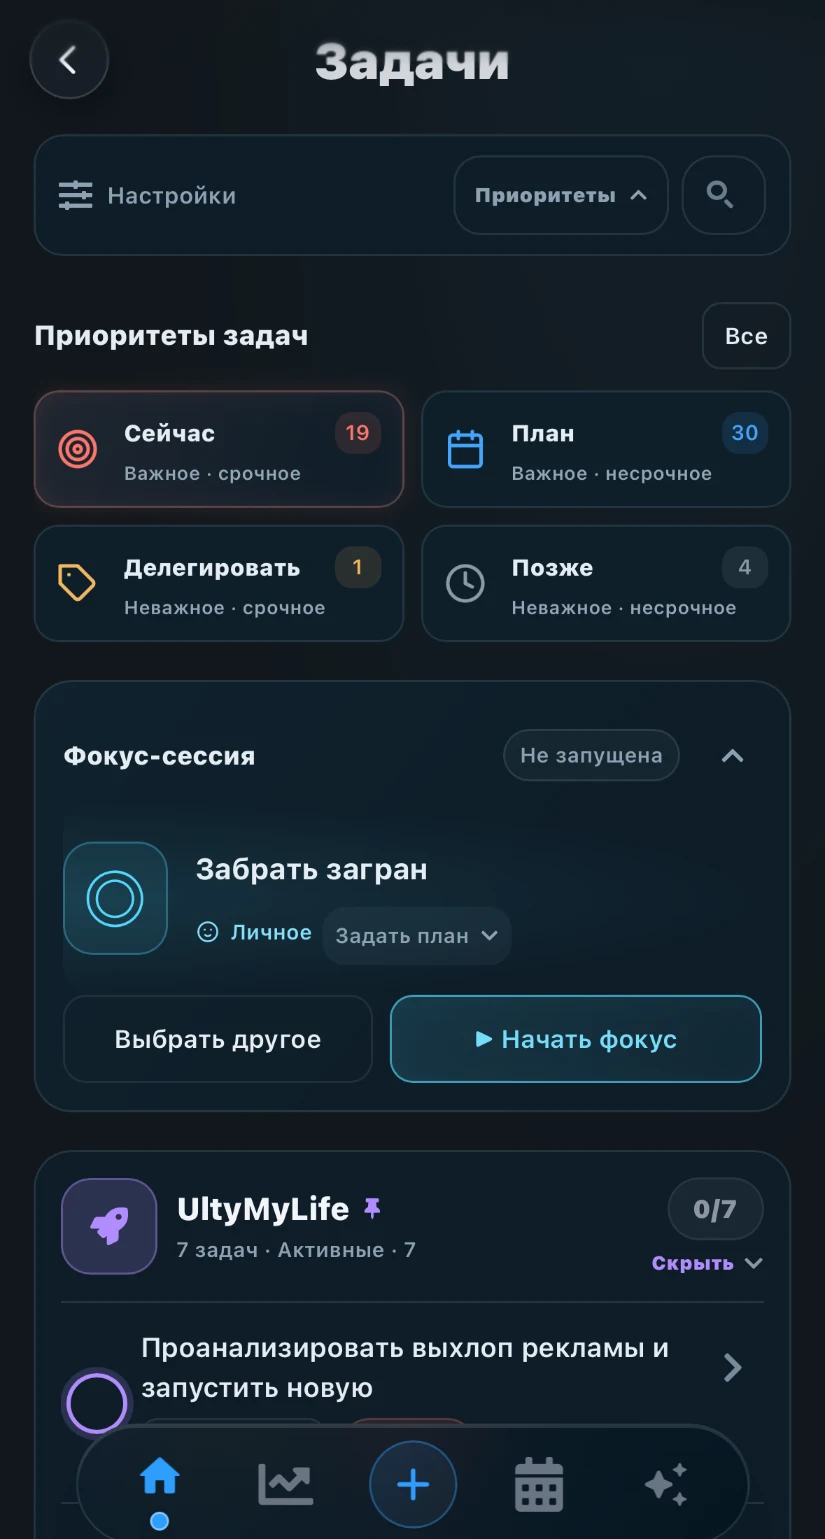 Задачи
Настройки
Приоритеты
Приоритеты задач
Все
Сейчас
19
Важное · срочное
План
30
Важное · несрочное
Делегировать
1
Неважное · срочное
Позже
4
Неважное · несрочное
Фокус-сессия
Не запущена
Забрать загран
Личное
Задать план
Выбрать другое
Начать фокус
UltyMyLife
0/7
7 задач · Активные · 7
Скрыть
Проанализировать выхлоп рекламы и
запустить новую